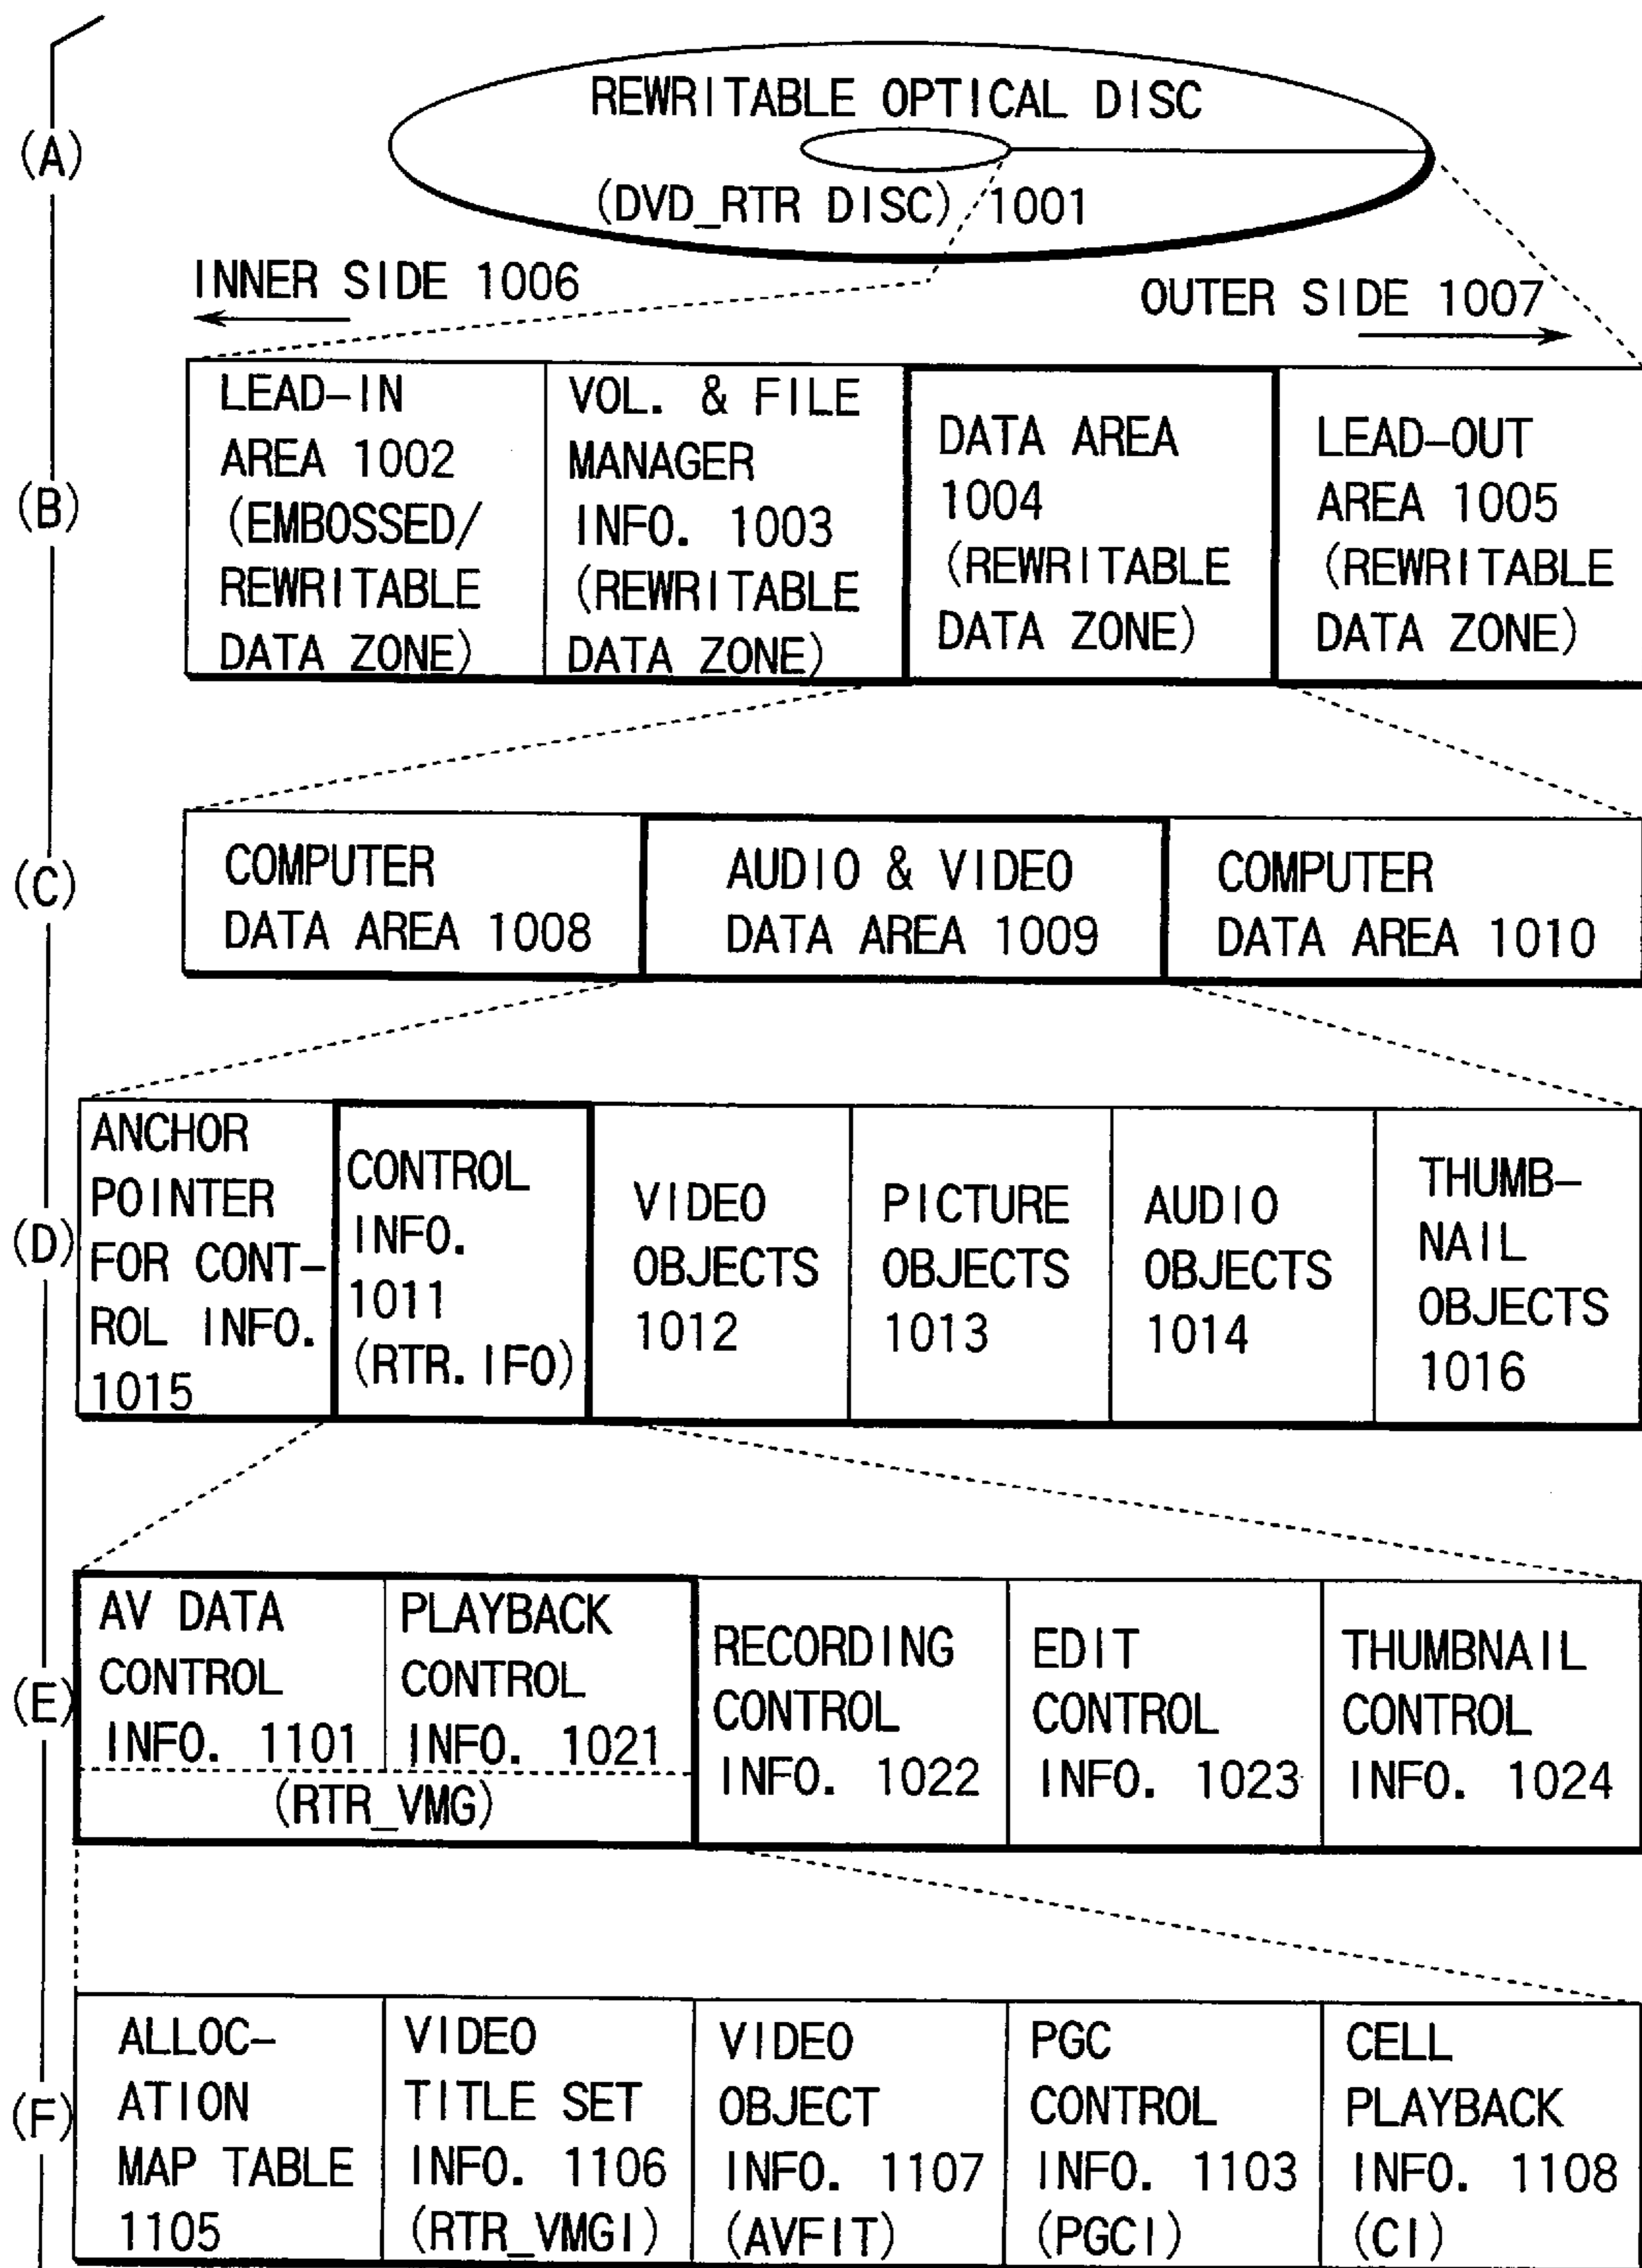 (A)
REWRITABLE OPTICAL DISC
(DVD_RTR DISC) 1001
INNER SIDE 1006
OUTER SIDE 1007
(B)
LEAD-IN
AREA 1002
(EMBOSSED/
REWRITABLE
DATA ZONE)
VOL. & FILE
MANAGER
INFO. 1003
(REWRITABLE
DATA ZONE)
DATA AREA
1004
(REWRITABLE
DATA ZONE)
LEAD-OUT
AREA 1005
(REWRITABLE
DATA ZONE)
(C)
COMPUTER
DATA AREA 1008
AUDIO & VIDEO
DATA AREA 1009
COMPUTER
DATA AREA 1010
(D)
ANCHOR
POINTER
FOR CONT-
ROL INFO.
1015
CONTROL
INFO.
1011
(RTR.IFO)
VIDEO
OBJECTS
1012
PICTURE
OBJECTS
1013
AUDIO
OBJECTS
1014
THUMB-
NAIL
OBJECTS
1016
(E)
AV DATA
CONTROL
INFO. 1101
PLAYBACK
CONTROL
INFO. 1021
(RTR_VMG)
RECORDING
CONTROL
INFO. 1022
EDIT
CONTROL
INFO. 1023
THUMBNAIL
CONTROL
INFO. 1024
(F)
ALLOC-
ATION
MAP TABLE
1105
VIDEO
TITLE SET
INFO. 1106
(RTR_VMGI)
VIDEO
OBJECT
INFO. 1107
(AVFIT)
PGC
CONTROL
INFO. 1103
(PGCI)
CELL
PLAYBACK
INFO. 1108
(CI)